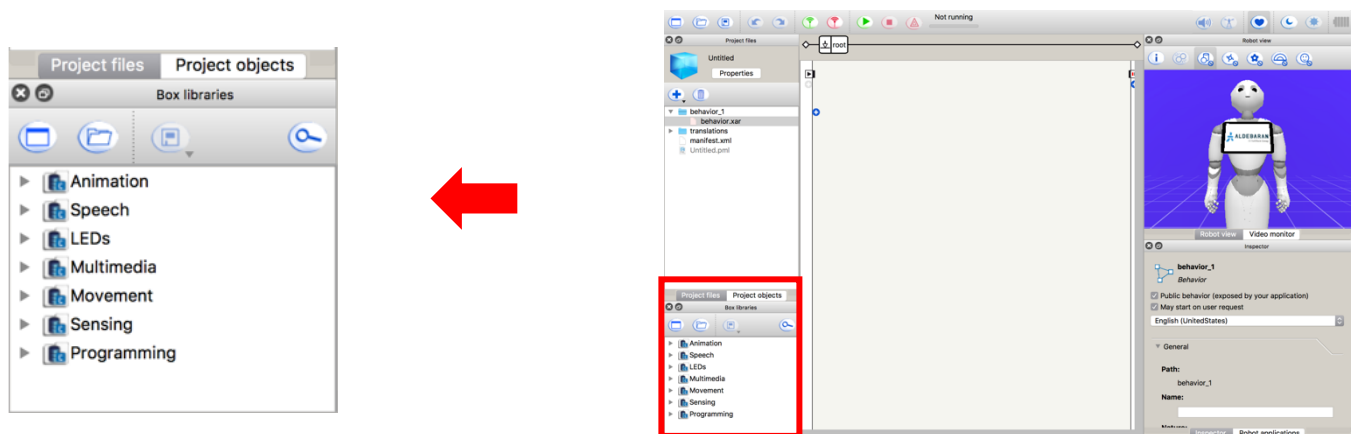 Project files Project objects
Box libraries
Animation
Speech
LEDs
Multimedia
Movement
Sensing
Programming
Not running
Project files
root
Robot view
Untitled
Properties
behavior_1
behavior.xar
translations
manifest.xml
Untitled.pml
ALDEBARAN
Robot view Video monitor
Inspector
behavior_1
Behavior
Public behavior (exposed by your application)
May start on user request
English (UnitedStates)
General
Path:
behavior_1
Name:
Inspector Robot applications
Project files Project objects
Box libraries
Animation
Speech
LEDs
Multimedia
Movement
Sensing
Programming